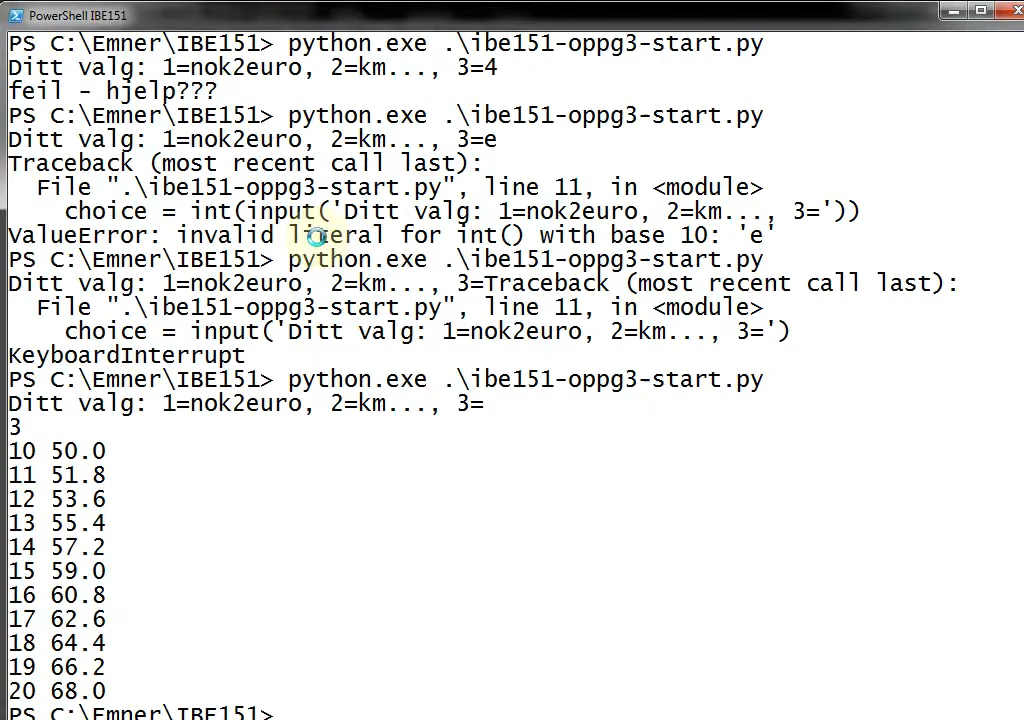 PowerShell IBE151
PS C:\Emner\IBE151> python.exe .\ibe151-oppg3-start.py
Ditt valg: 1=nok2euro, 2=km..., 3=4
feil - hjelp???
PS C:\Emner\IBE151> python.exe .\ibe151-oppg3-start.py
Ditt valg: 1=nok2euro, 2=km..., 3=e
Traceback (most recent call last):
  File ".\ibe151-oppg3-start.py", line 11, in <module>
    choice = int(input('Ditt valg: 1=nok2euro, 2=km..., 3='))
ValueError: invalid literal for int() with base 10: 'e'
PS C:\Emner\IBE151> python.exe .\ibe151-oppg3-start.py
Ditt valg: 1=nok2euro, 2=km..., 3=Traceback (most recent call last):
  File ".\ibe151-oppg3-start.py", line 11, in <module>
    choice = input('Ditt valg: 1=nok2euro, 2=km..., 3=')
KeyboardInterrupt
PS C:\Emner\IBE151> python.exe .\ibe151-oppg3-start.py
Ditt valg: 1=nok2euro, 2=km..., 3=
3
10 50.0
11 51.8
12 53.6
13 55.4
14 57.2
15 59.0
16 60.8
17 62.6
18 64.4
19 66.2
20 68.0
PS C:\Emner\IBE151>